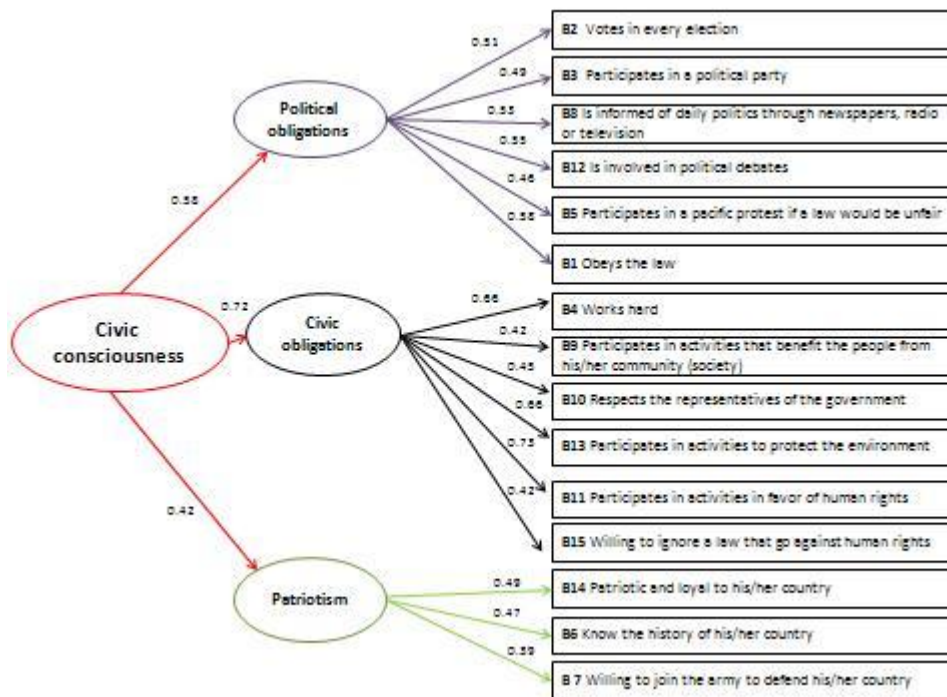 B2 Votes in every election
0.51
B3 Participates in a political party
0.49
Political
obligations
B8 Is informed of daily politics through newspapers, radio
or television
0.53
B12 Is involved in political debates
0.55
B5 Participates in a pacific protest if a law would be unfair
0.46
B1 Obeys the law
0.58
0.58
Civic
consciousness
0.72
Civic
obligations
B4 Works hard
0.66
B9 Participates in activities that benefit the people from
his/her community (society)
0.42
B10 Respects the representatives of the government
0.45
B13 Participates in activities to protect the environment
0.66
B11 Participates in activities in favor of human rights
0.73
B15 Willing to ignore a law that go against human rights
0.42
0.42
Patriotism
B14 Patriotic and loyal to his/her country
0.49
B6 Know the history of his/her country
0.47
B 7 Willing to join the army to defend his/her country
0.39